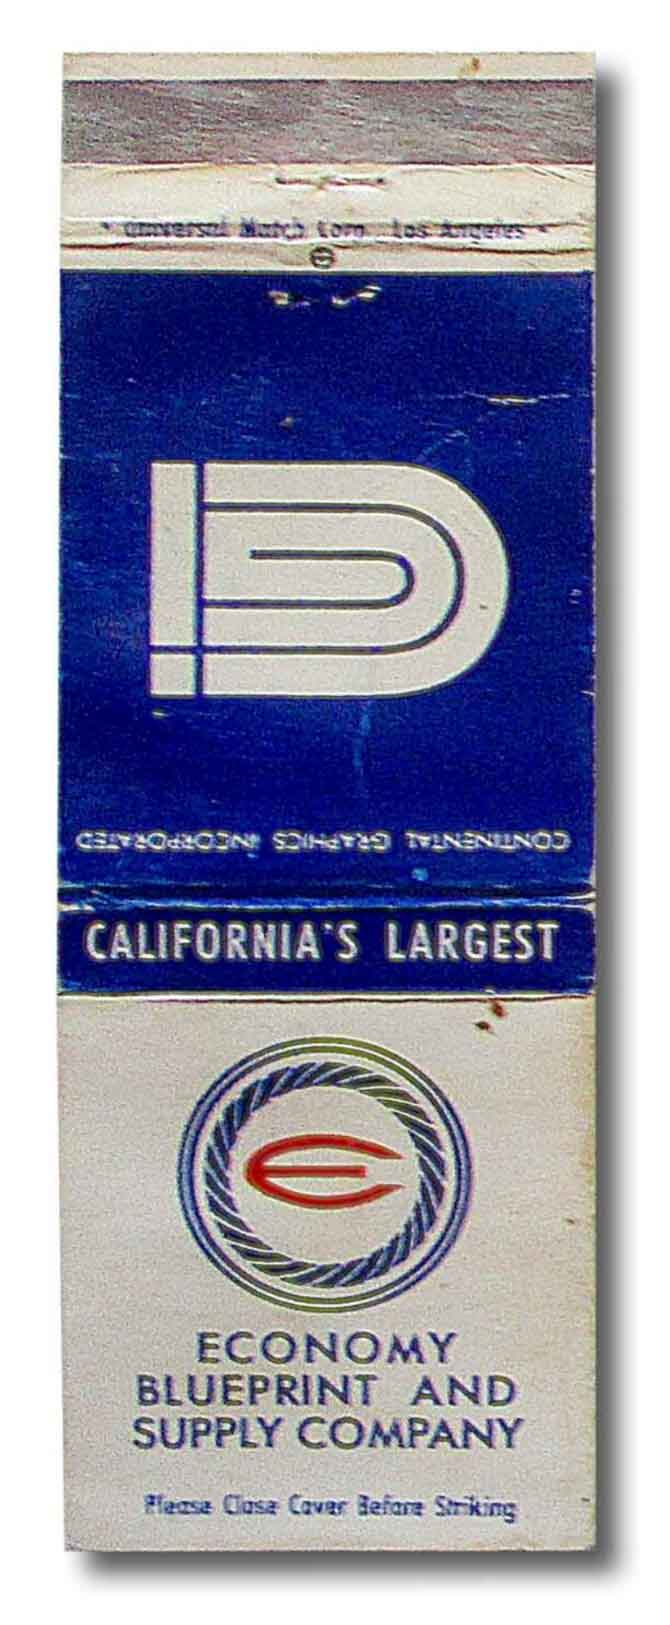 * Universal Match Corp., Los Angeles *
CONTINENTAL GRAPHICS INCORPORATED
CALIFORNIA'S LARGEST
ECONOMY
BLUEPRINT AND
SUPPLY COMPANY
Please Close Cover Before Striking